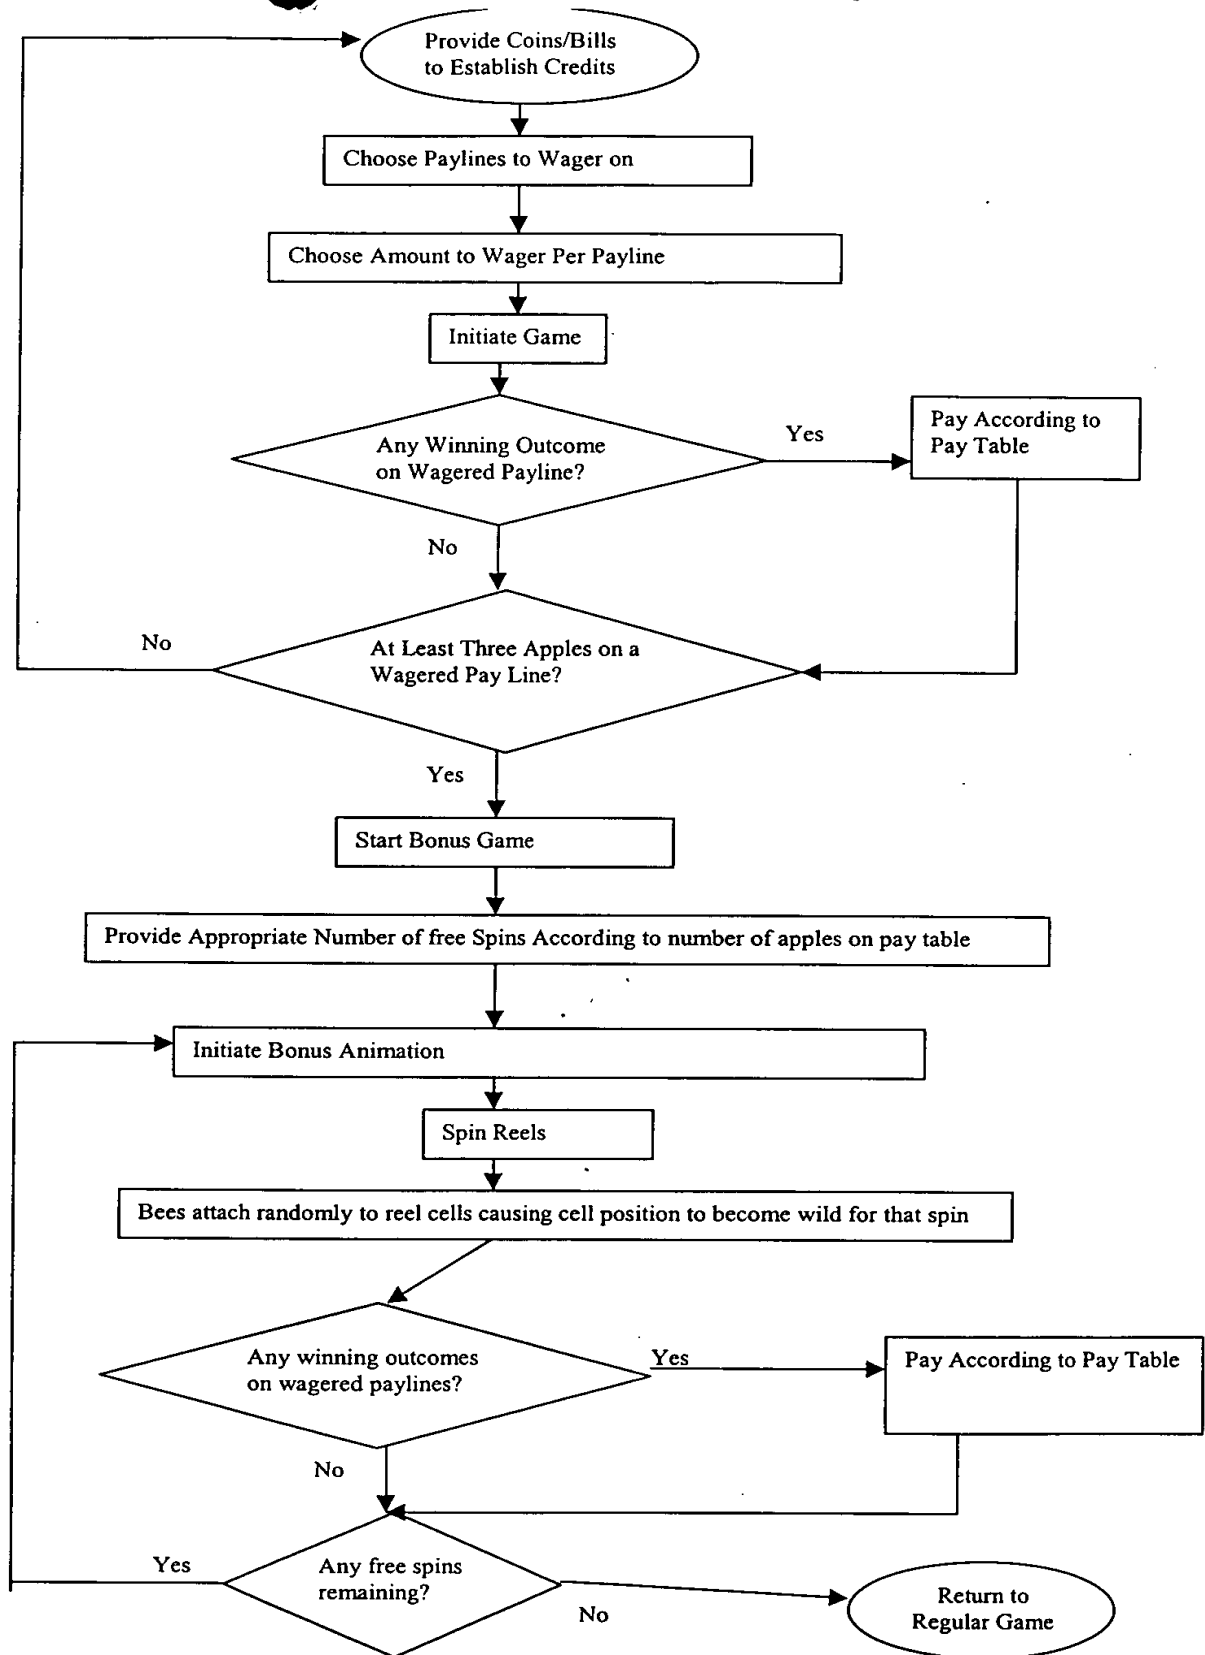 Provide Coins/Bills
to Establish Credits
Choose Paylines to Wager on
Choose Amount to Wager Per Payline
Initiate Game
Any Winning Outcome
on Wagered Payline?
Yes
Pay According to
Pay Table
No
At Least Three Apples on a
Wagered Pay Line?
No
Yes
Start Bonus Game
Provide Appropriate Number of free Spins According to number of apples on pay table
Initiate Bonus Animation
Spin Reels
Bees attach randomly to reel cells causing cell position to become wild for that spin
Any winning outcomes
on wagered paylines?
Yes
Pay According to Pay Table
No
Any free spins
remaining?
Yes
No
Return to
Regular Game